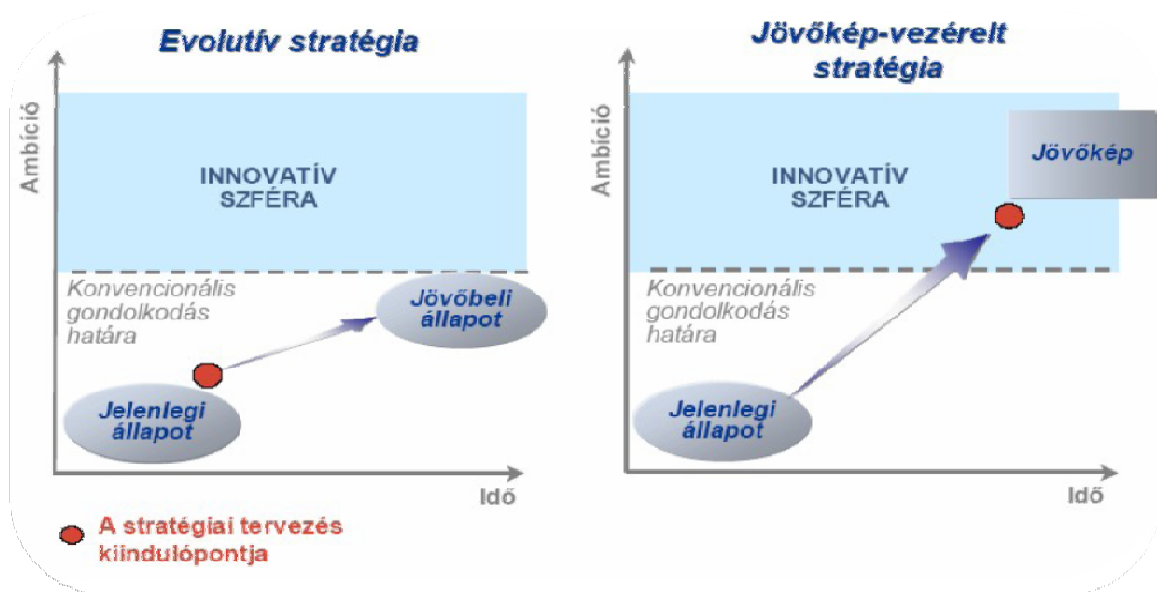 Evolutív stratégia
Ambíció
INNOVATÍV
SZFÉRA
Konvencionális
gondolkodás
határa
Jövőbeli
állapot
Jelenlegi
állapot
Idő
A stratégiai tervezés
kiindulópontja
Jövőkép-vezérelt
stratégia
Ambíció
Jövőkép
INNOVATÍV
SZFÉRA
Konvencionális
gondolkodás
határa
Jelenlegi
állapot
Idő